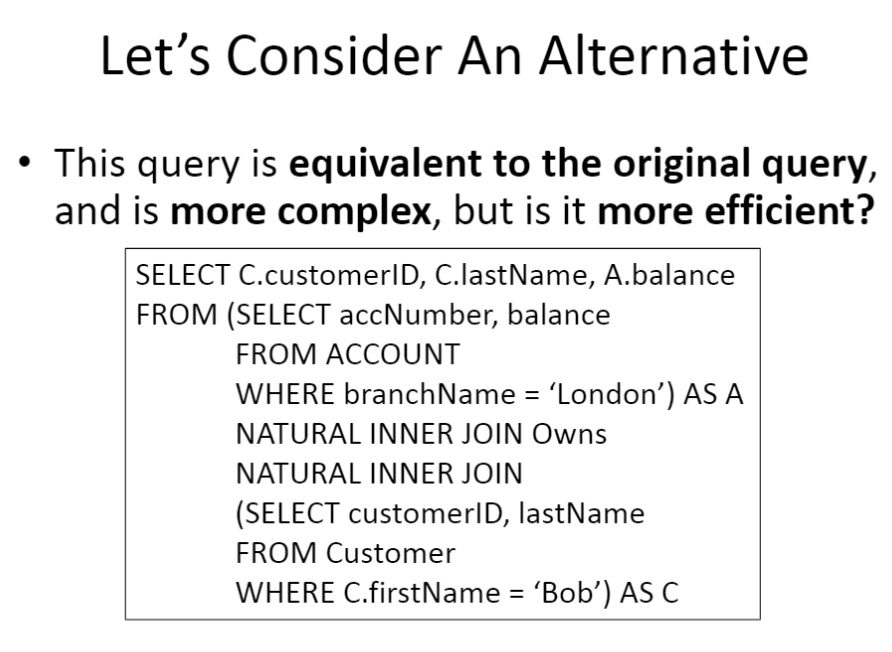 Let’s Consider An Alternative
• This query is equivalent to the original query,
and is more complex, but is it more efficient?
SELECT C.customerID, C.lastName, A.balance
FROM (SELECT accNumber, balance
FROM ACCOUNT
WHERE branchName = ‘London’) AS A
NATURAL INNER JOIN Owns
NATURAL INNER JOIN
(SELECT customerID, lastName
FROM Customer
WHERE C.firstName = ‘Bob’) AS C